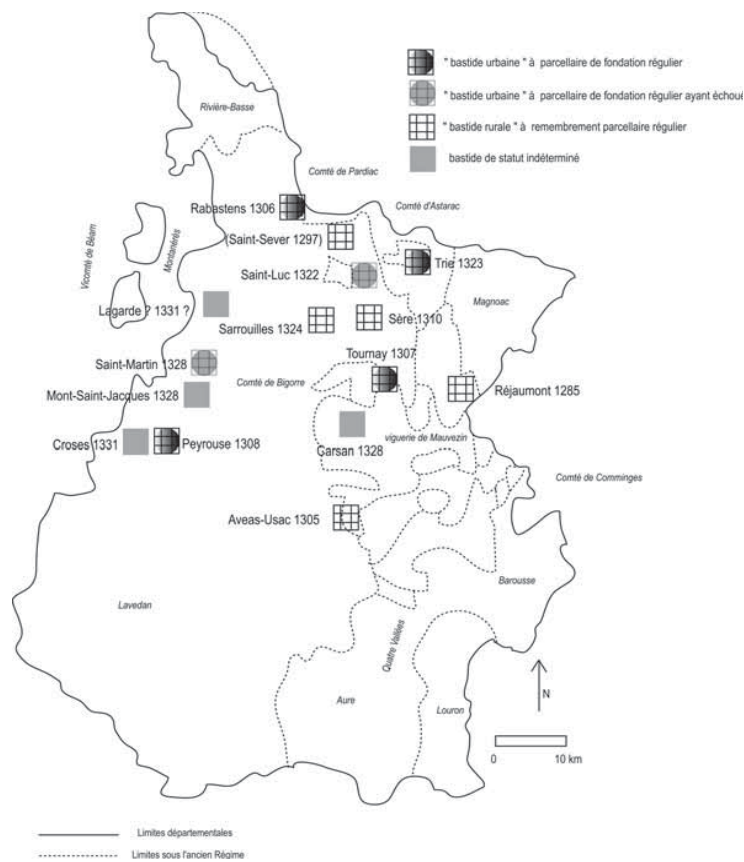 " bastide urbaine " à parcellaire de fondation régulier
" bastide urbaine " à parcellaire de fondation régulier ayant échoué
" bastide rurale " à remembrement parcellaire régulier
bastide de statut indéterminé
Rivière-Basse
Comté de Pardiac
Comté d'Astarac
Rabastens 1306
(Saint-Sever 1297)
Trie 1323
Saint-Luc 1322
Vicomté de Béarn
Montanérés
Magnoac
Lagarde ? 1331 ?
Sarrouilles 1324
Sère 1310
Tournay 1307
Saint-Martin 1328
Comté de Bigorre
Mont-Saint-Jacques 1328
Réjaumont 1285
Croses 1331
Peyrouse 1308
Carsan 1328
viguerie de Mauvezin
Comté de Comminges
Aveas-Usac 1305
Barousse
Lavedan
Quatre Vallées
Aure
Louron
N
0 10 km
Limites départementales
Limites sous l'ancien Régime